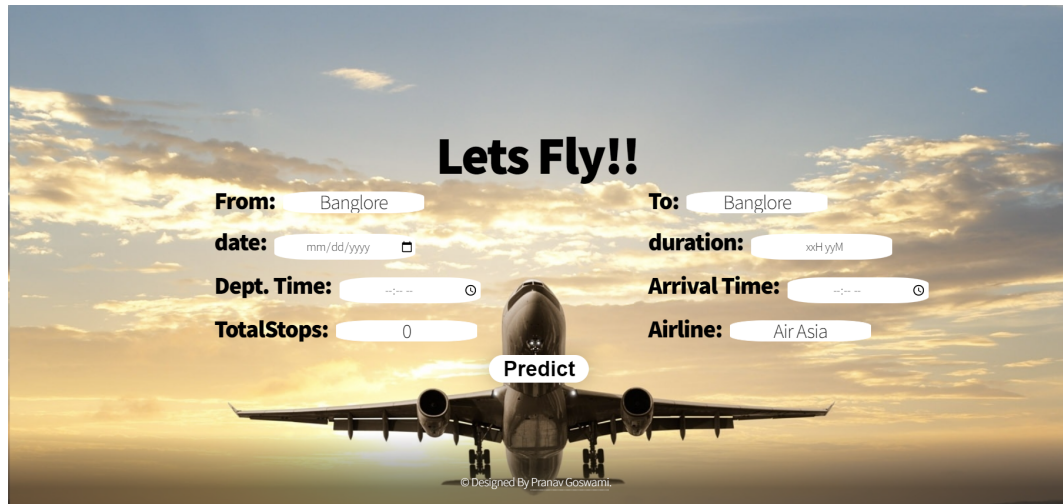 Lets Fly!!
From: Banglore To: Banglore
date: mm/dd/yyyy duration: xxH yyM
Dept. Time: --:-- -- Arrival Time: --:-- --
TotalStops: 0 Airline: Air Asia
Predict
© Designed By Pranav Goswami.